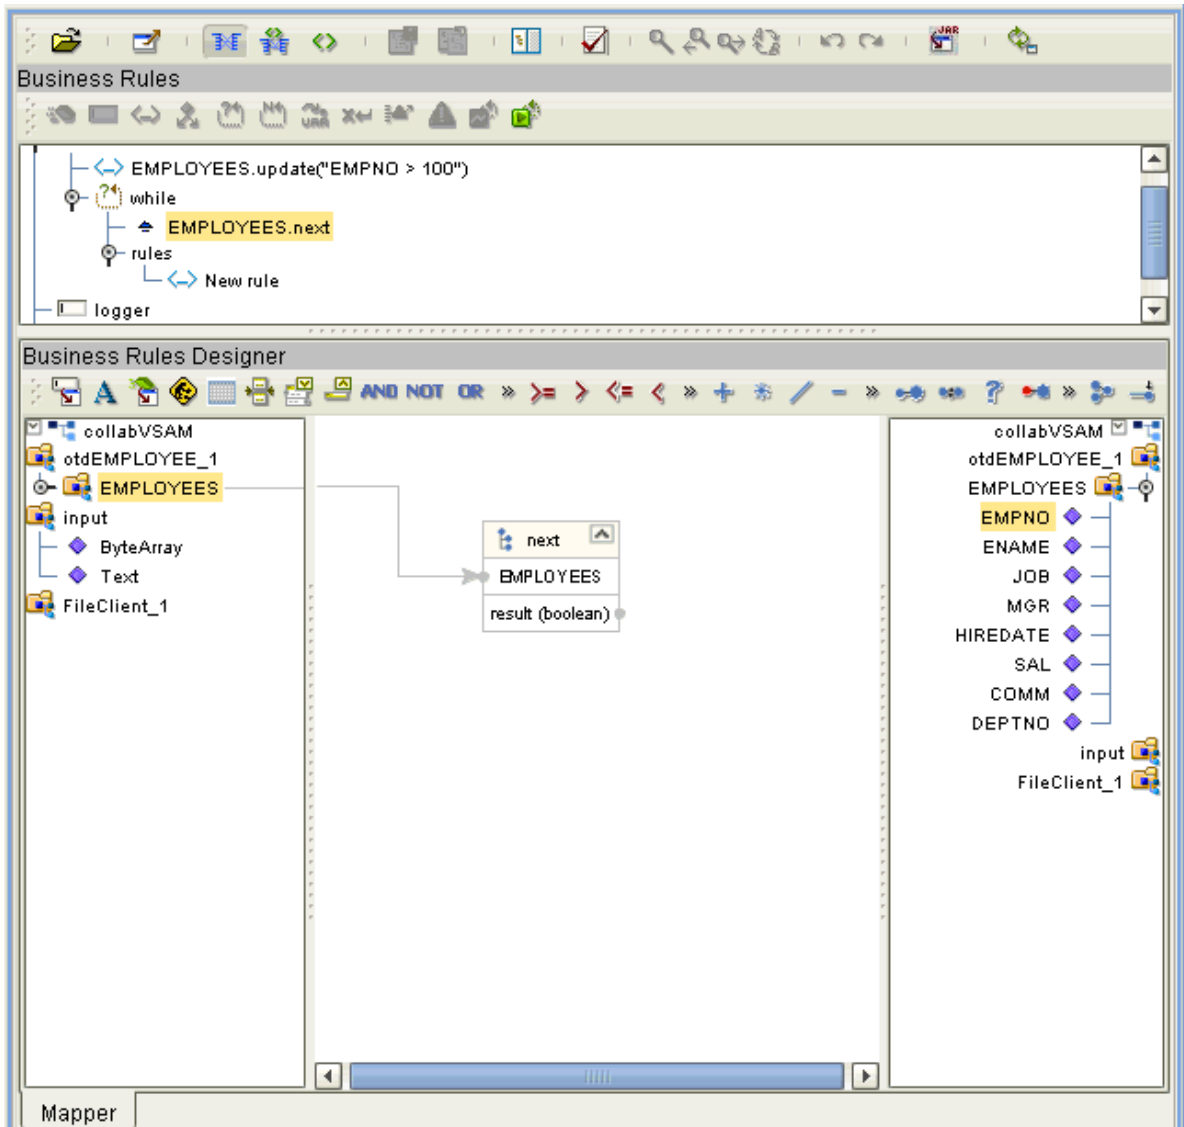 JAR
Business Rules
JAR
EMPLOYEES.update("EMPNO > 100")
while
EMPLOYEES.next
rules
New rule
logger
Business Rules Designer
A AND NOT OR » >= > <= < » + / - » ? »
collabVSAM
otdEMPLOYEE_1
EMPLOYEES
input
ByteArray
Text
FileClient_1
next
EMPLOYEES
result (boolean)
collabVSAM
otdEMPLOYEE_1
EMPLOYEES
EMPNO
ENAME
JOB
MGR
HIREDATE
SAL
COMM
DEPTNO
input
FileClient_1
Mapper